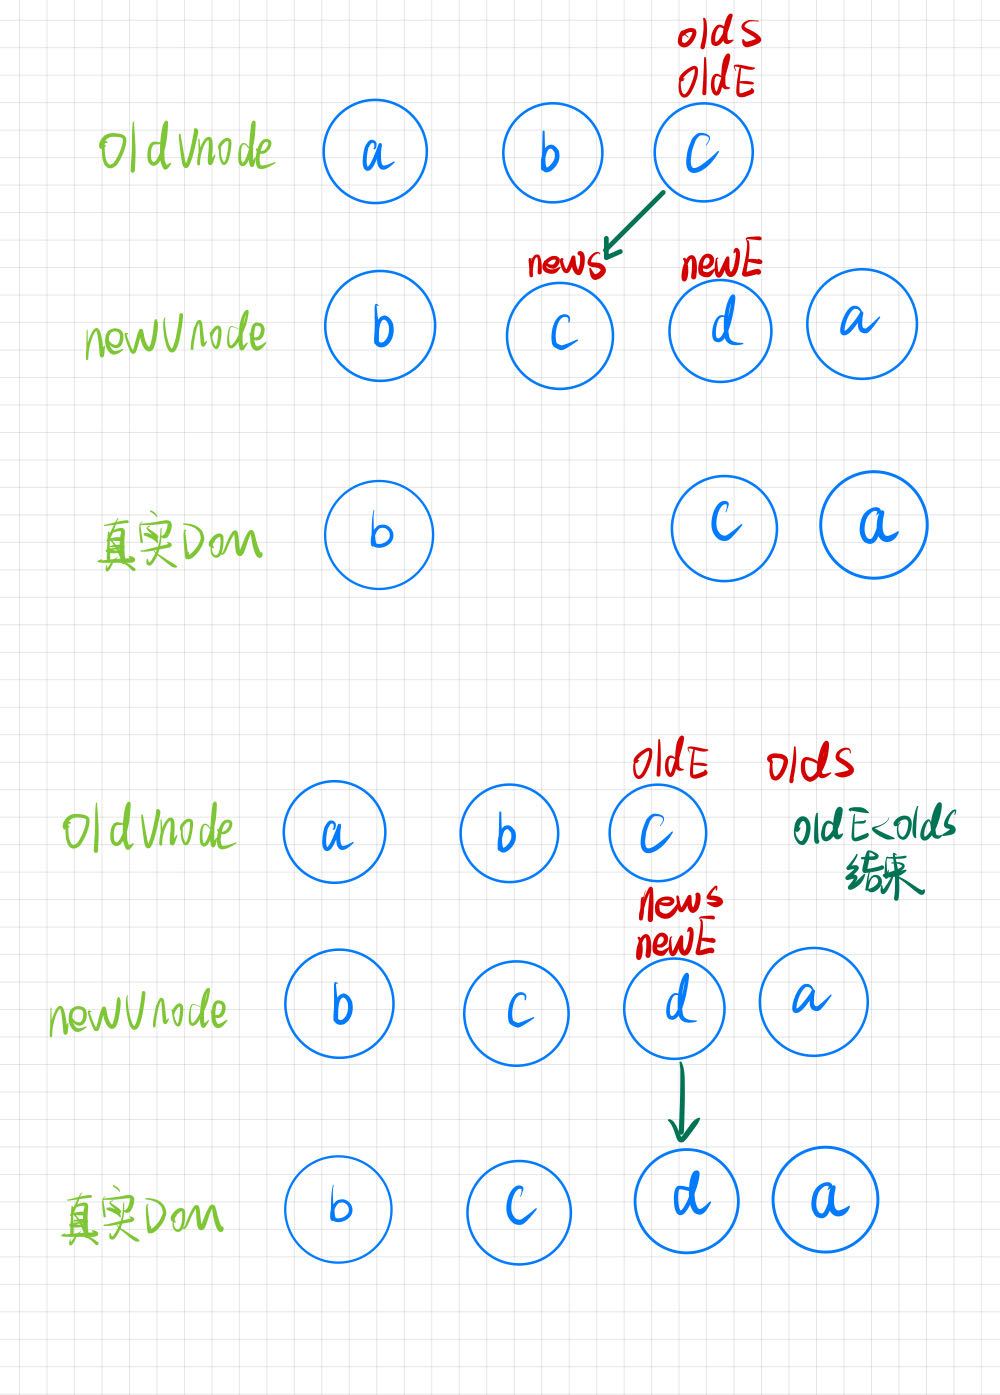 oldS
oldE
oldVnode a b c
newS newE
newVnode b c d a
真实Dom b c a
oldE oldS
oldVnode a b c oldE<oldS
结束
newS
newE
newVnode b c d a
真实Dom b c d a